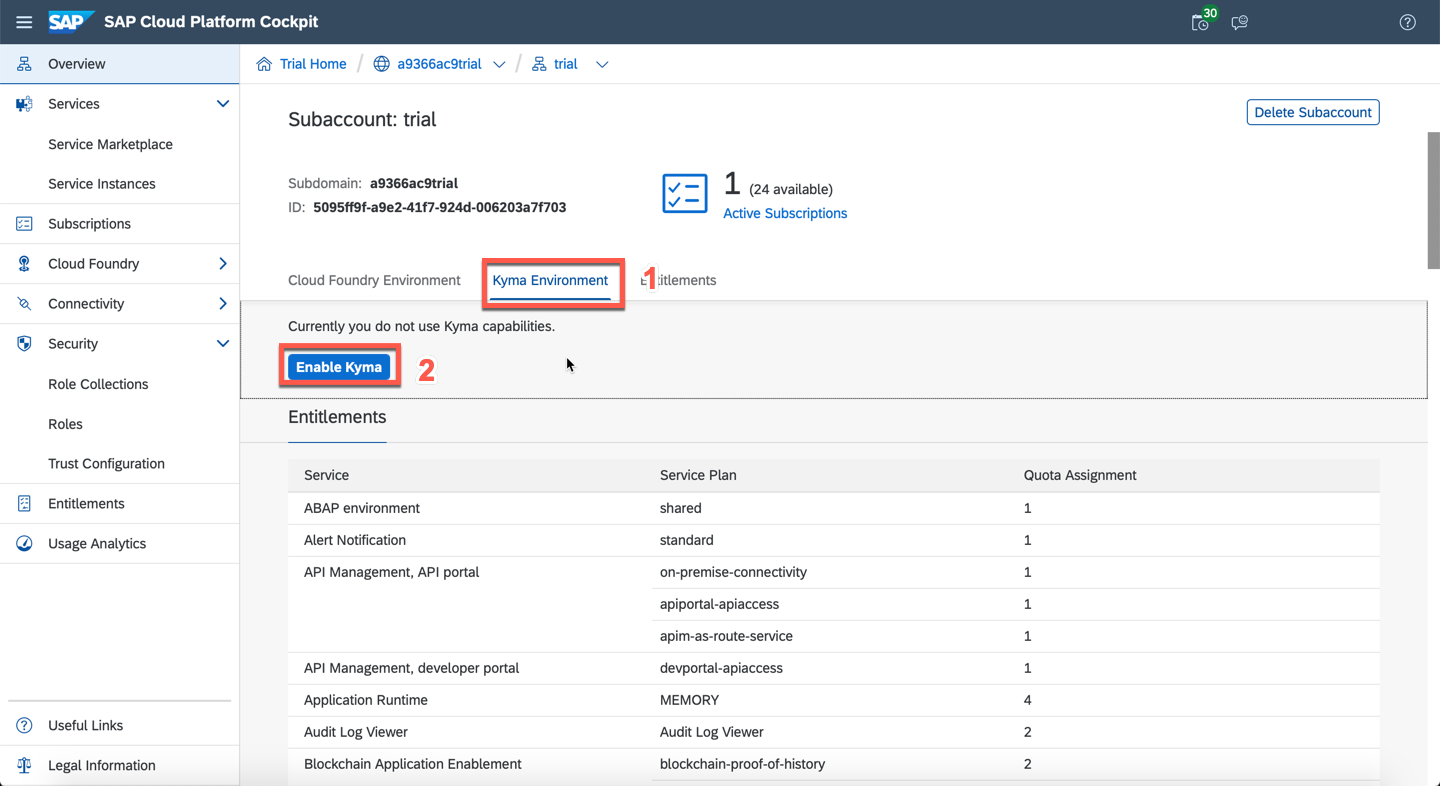 SAP SAP Cloud Platform Cockpit
30
Overview
Services
Service Marketplace
Service Instances
Subscriptions
Cloud Foundry
Connectivity
Security
Role Collections
Roles
Trust Configuration
Entitlements
Usage Analytics
Useful Links
Legal Information
Trial Home / a9366ac9trial / trial
Subaccount: trial
Delete Subaccount
Subdomain: a9366ac9trial
ID: 5095ff9f-a9e2-41f7-924d-006203a7f703
1 (24 available)
Active Subscriptions
Cloud Foundry Environment Kyma Environment 1 titlements
Currently you do not use Kyma capabilities.
Enable Kyma 2
Entitlements
Service Service Plan Quota Assignment
ABAP environment shared 1
Alert Notification standard 1
API Management, API portal on-premise-connectivity 1
apiportal-apiaccess 1
apim-as-route-service 1
API Management, developer portal devportal-apiaccess 1
Application Runtime MEMORY 4
Audit Log Viewer Audit Log Viewer 2
Blockchain Application Enablement blockchain-proof-of-history 2